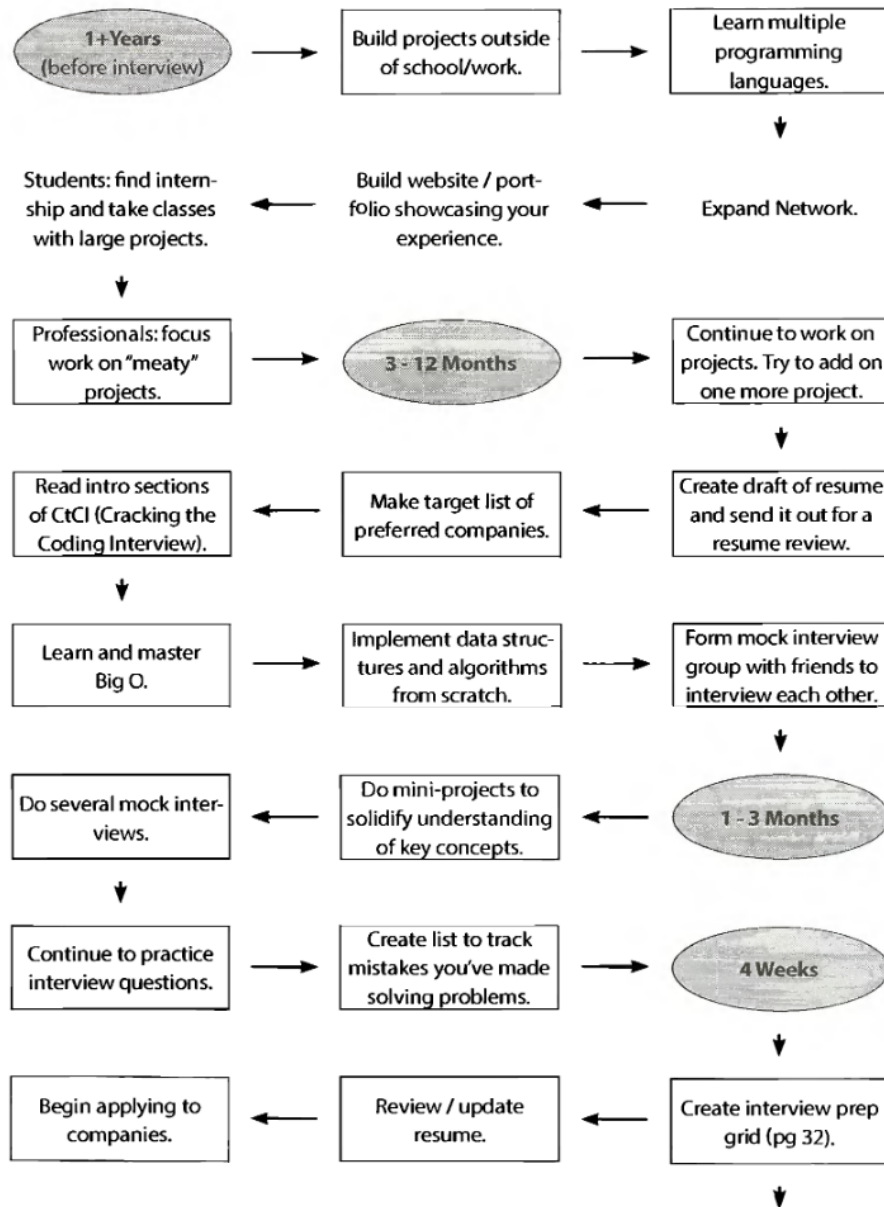 1+Years
(before interview)
Build projects outside
of school/work.
Learn multiple
programming
languages.
Students: find intern-
ship and take classes
with large projects.
Build website / port-
folio showcasing your
experience.
Expand Network.
Professionals: focus
work on "meaty"
projects.
3 - 12 Months
Continue to work on
projects. Try to add on
one more project.
Read intro sections
of CtCI (Cracking the
Coding Interview).
Make target list of
preferred companies.
Create draft of resume
and send it out for a
resume review.
Learn and master
Big O.
Implement data struc-
tures and algorithms
from scratch.
Form mock interview
group with friends to
interview each other.
Do several mock inter-
views.
Do mini-projects to
solidify understanding
of key concepts.
1 - 3 Months
Continue to practice
interview questions.
Create list to track
mistakes you've made
solving problems.
4 Weeks
Begin applying to
companies.
Review / update
resume.
Create interview prep
grid (pg 32).